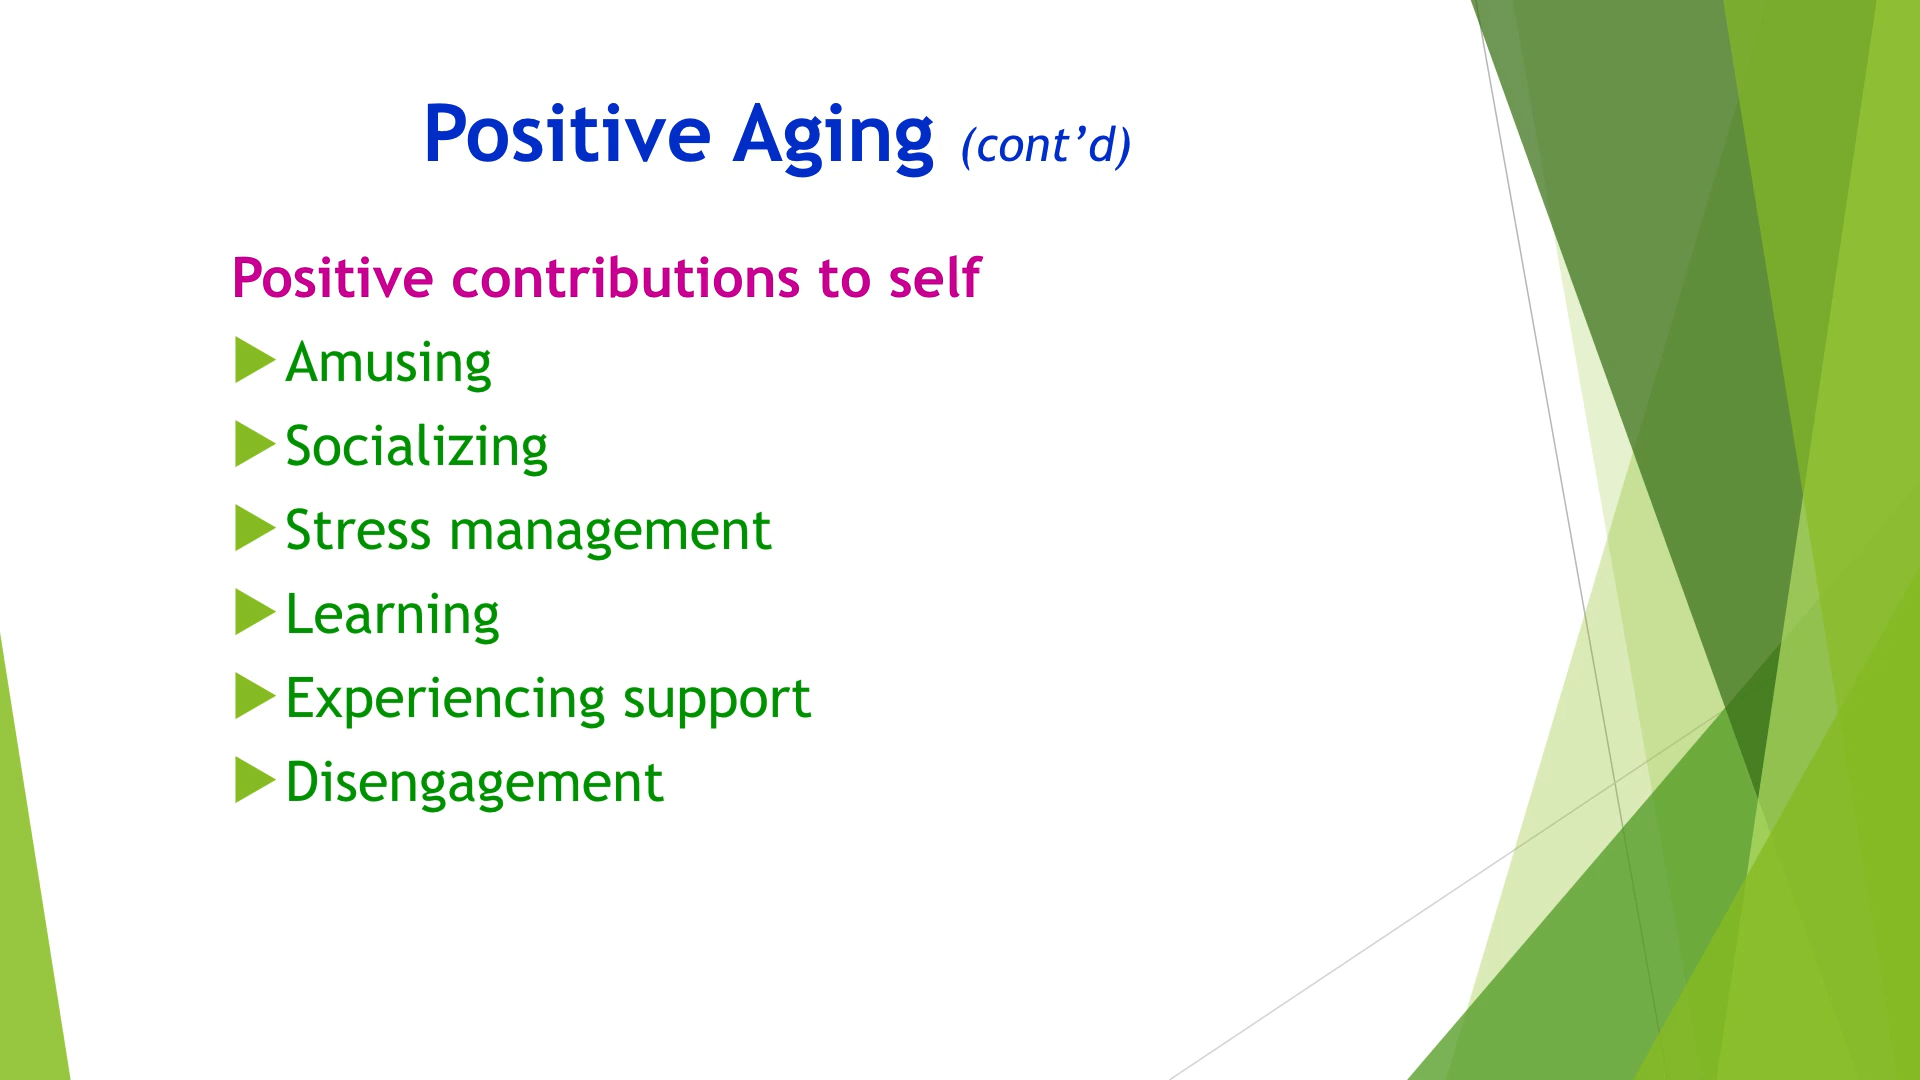 Positive Aging (cont’d)
Positive contributions to self
Amusing
Socializing
Stress management
Learning
Experiencing support
Disengagement